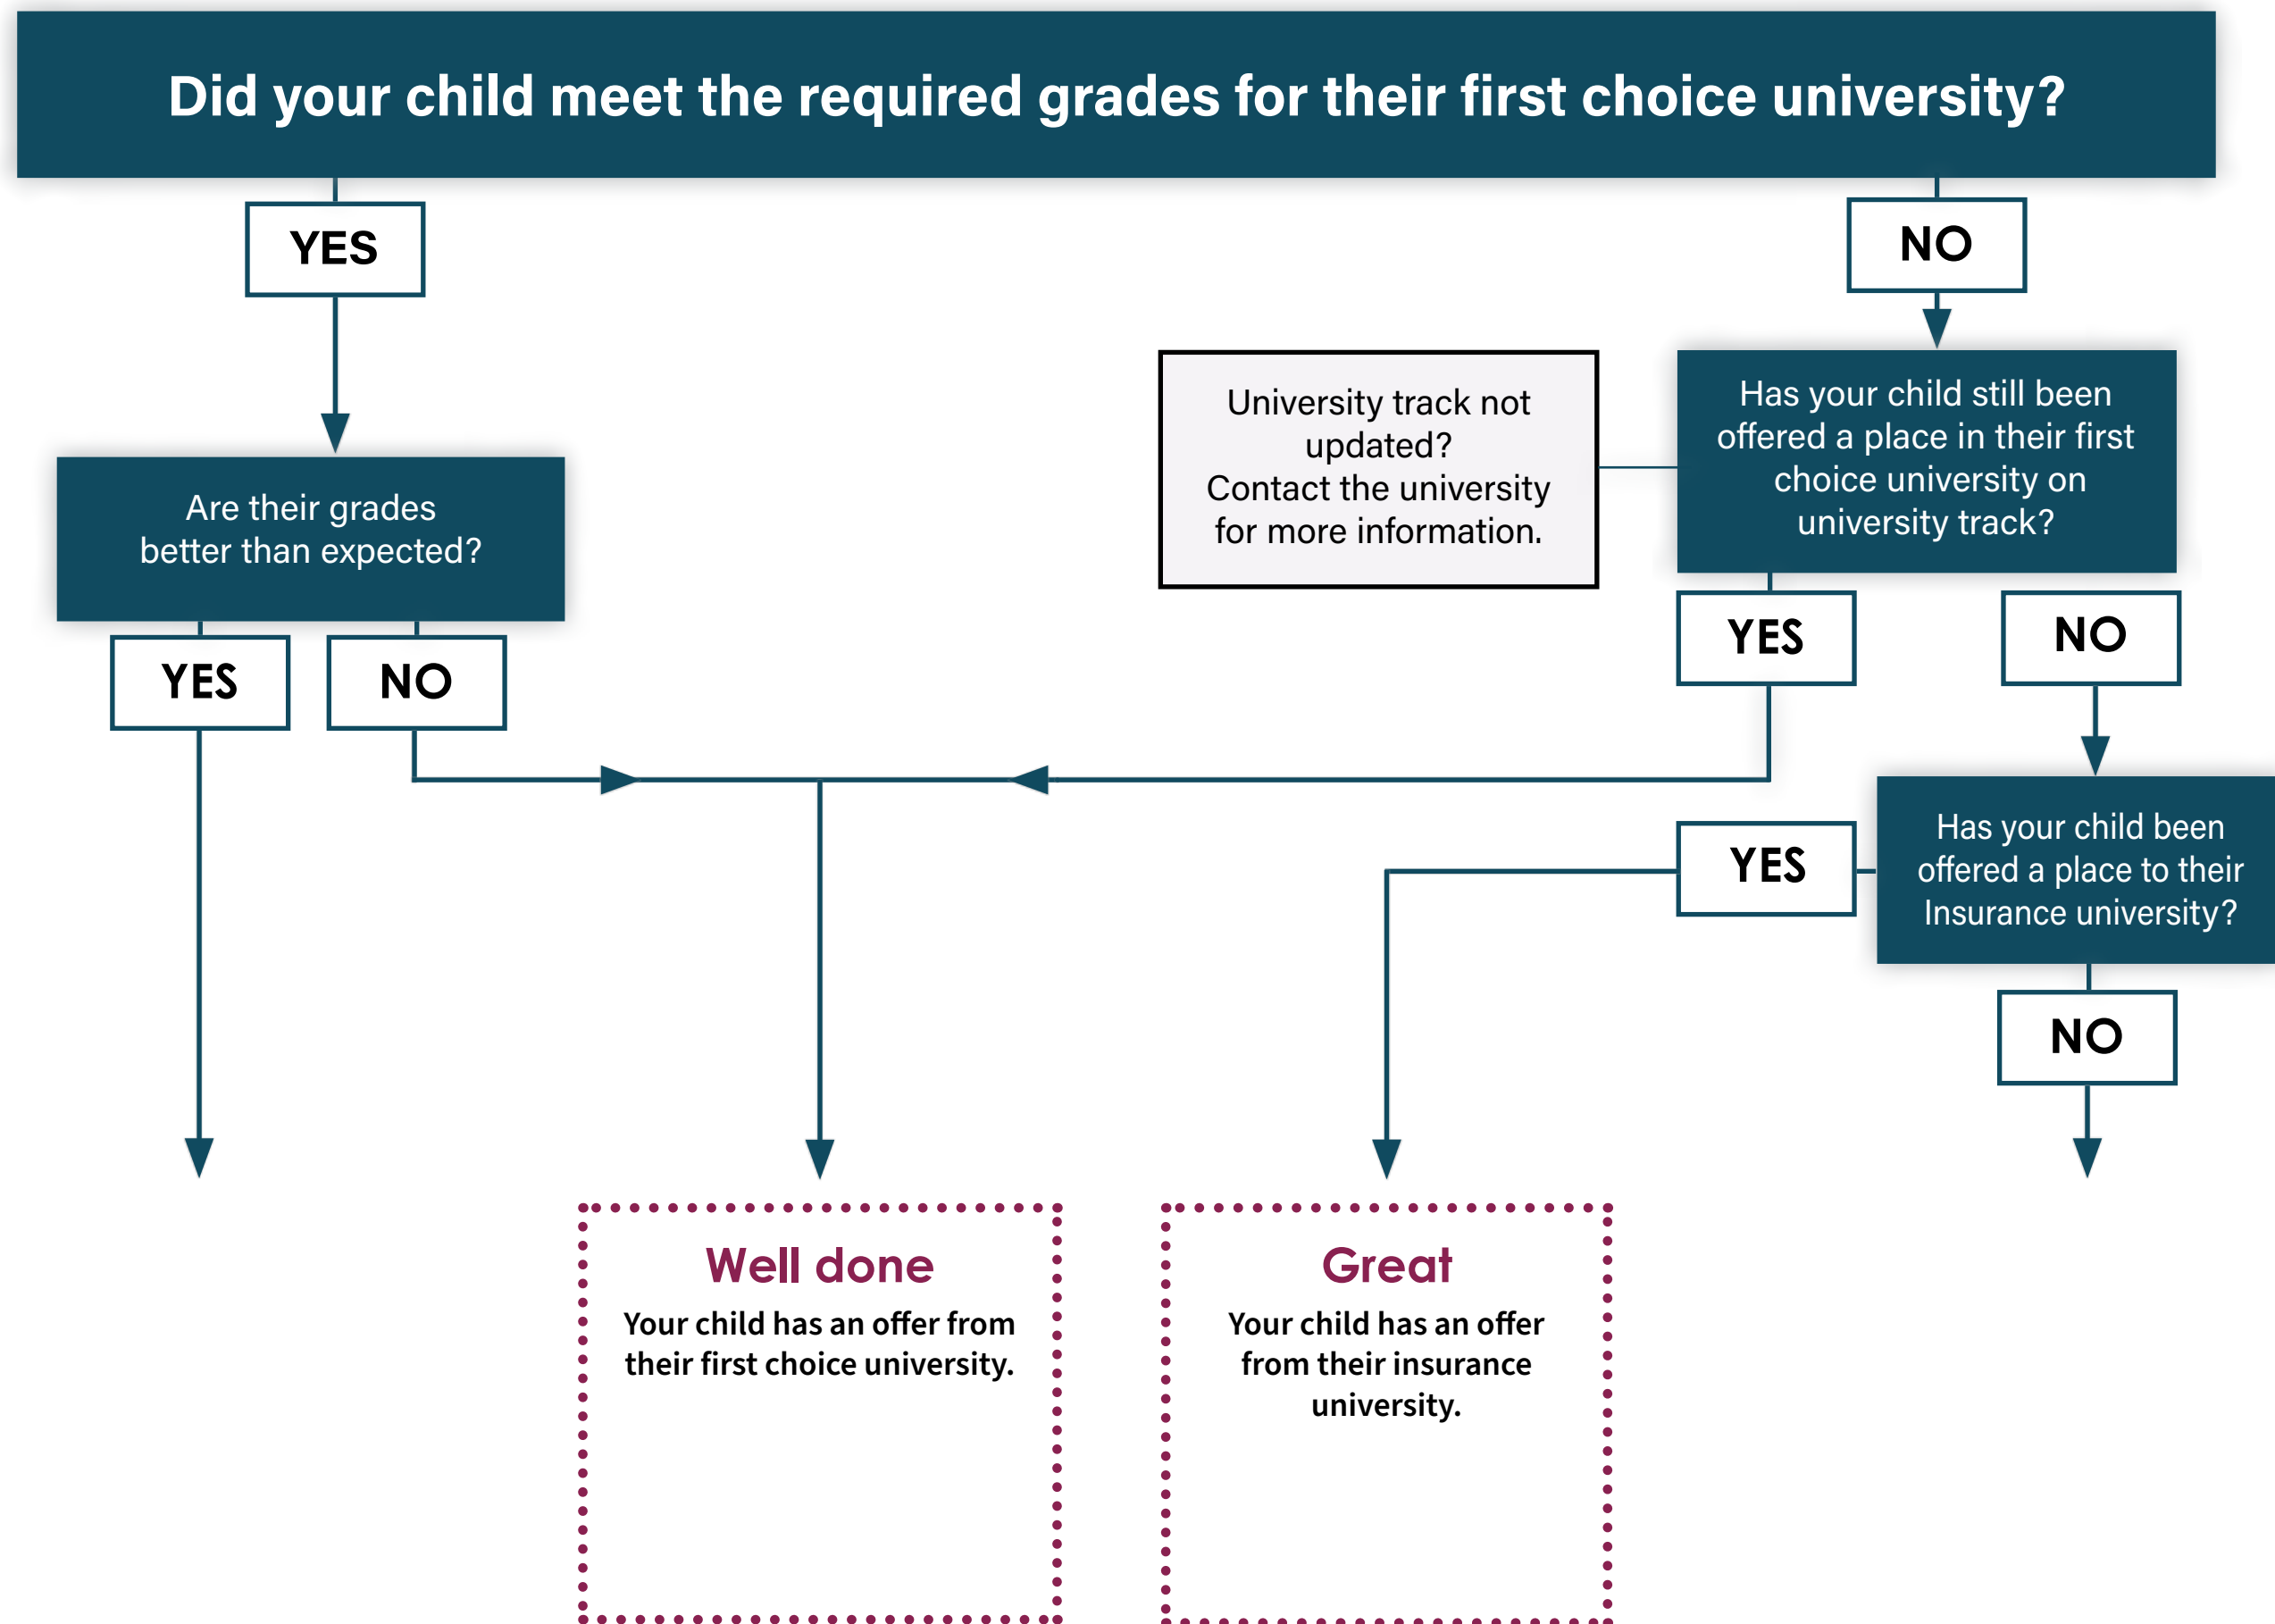 Did your child meet the required grades for their first choice university?
YES
NO
University track not
updated?
Contact the university
for more information.
Has your child still been
offered a place in their first
choice university on
university track?
Are their grades
better than expected?
YES
NO
YES
NO
YES
Has your child been
offered a place to their
Insurance university?
NO
Well done
Your child has an offer from
their first choice university.
Great
Your child has an offer
from their insurance
university.